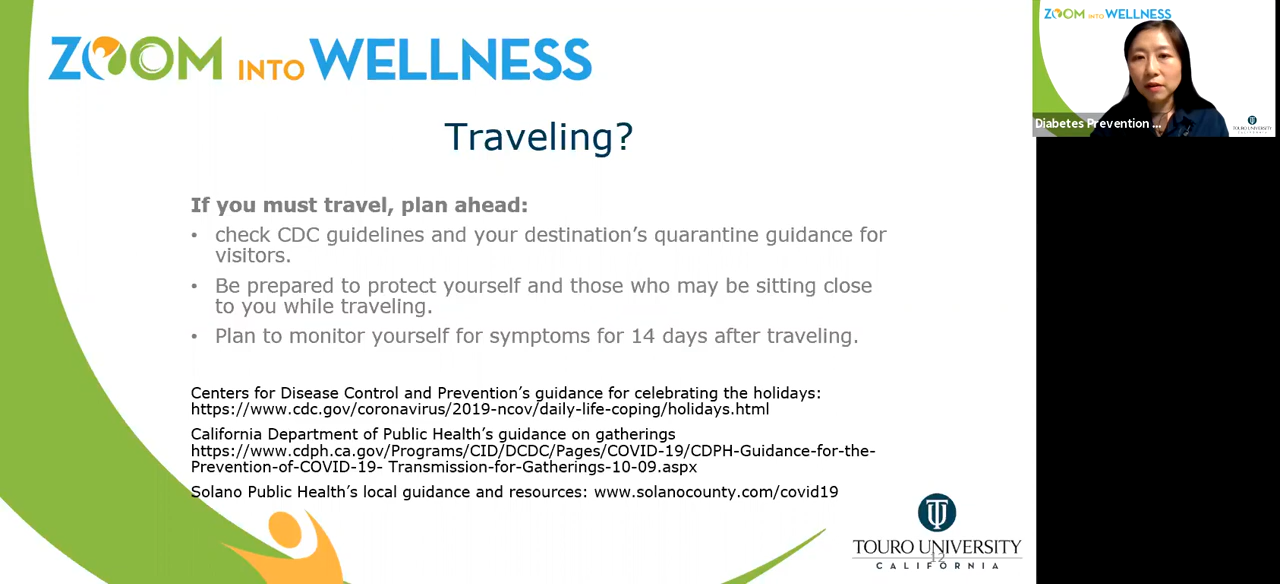 ZOOM INTO WELLNESS
Traveling?
If you must travel, plan ahead:
• check CDC guidelines and your destination’s quarantine guidance for
visitors.
• Be prepared to protect yourself and those who may be sitting close
to you while traveling.
• Plan to monitor yourself for symptoms for 14 days after traveling.
Centers for Disease Control and Prevention’s guidance for celebrating the holidays:
https://www.cdc.gov/coronavirus/2019-ncov/daily-life-coping/holidays.html
California Department of Public Health’s guidance on gatherings
https://www.cdph.ca.gov/Programs/CID/DCDC/Pages/COVID-19/CDPH-Guidance-for-the-
Prevention-of-COVID-19- Transmission-for-Gatherings-10-09.aspx
Solano Public Health’s local guidance and resources: www.solanocounty.com/covid19
TOURO UNIVERSITY
12
CALIFORNIA
ZOOM INTO WELLNESS
Diabetes Prevention ...
TOURO UNIVERSITY
CALIFORNIA